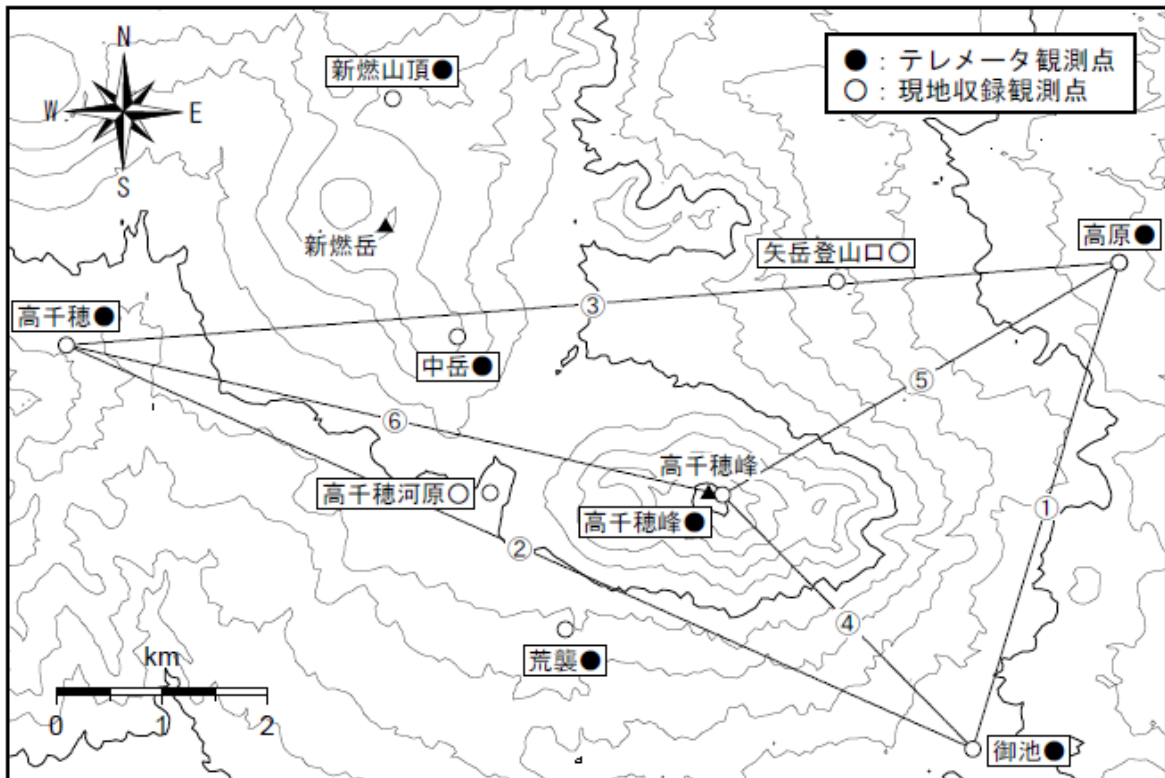 N
W E
S
新燃山頂●
●:テレメータ観測点
○:現地収録観測点
新燃岳
矢岳登山口○
高原●
高千穂●
③
中岳●
⑤
⑥
高千穂峰
高千穂河原○
高千穂峰●
①
②
④
荒襲●
km
0 1 2
御池●